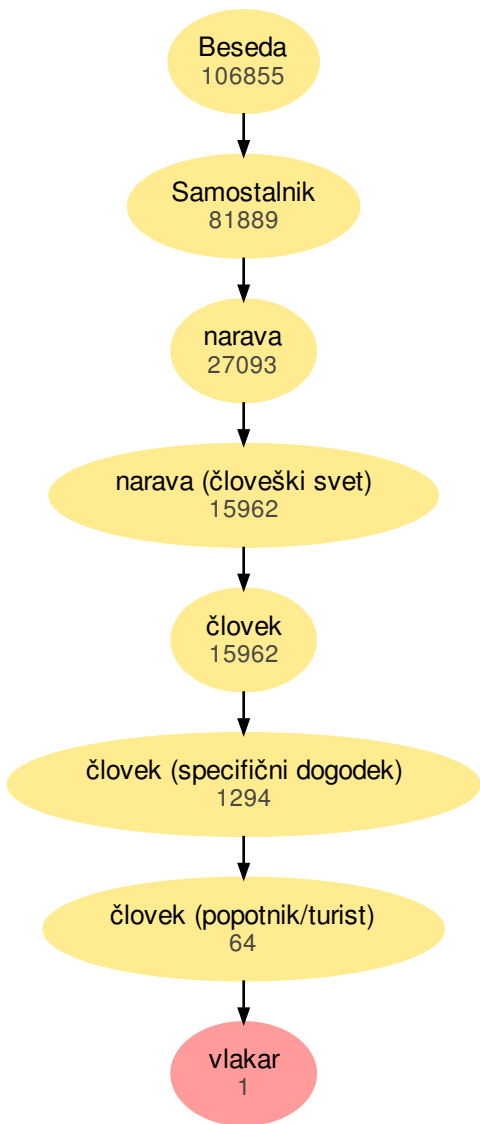 Beseda
106855
Samostalnik
81889
narava
27093
narava (človeški svet)
15962
človek
15962
človek (specifični dogodek)
1294
človek (popotnik/turist)
64
vlakar
1